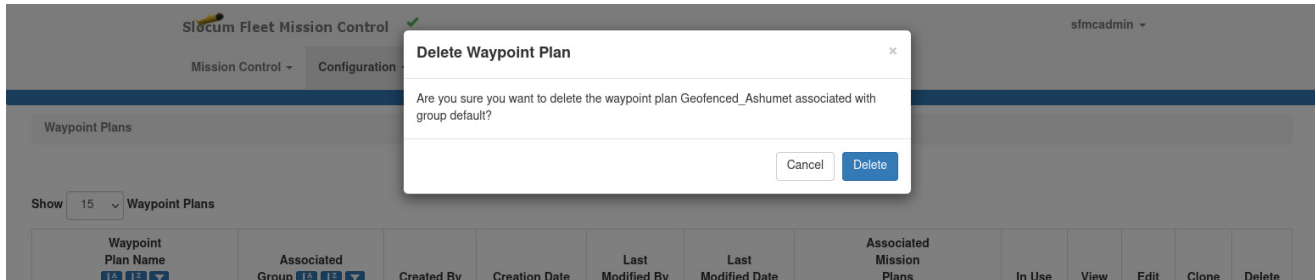 Slocum Fleet Mission Control
sfmcadmin
Mission Control
Configuration
Delete Waypoint Plan
×
Are you sure you want to delete the waypoint plan Geofenced_Ashumet associated with
group default?
Cancel
Delete
Waypoint Plans
Show 15 Waypoint Plans
Waypoint
Plan Name
Associated
Group
Created By
Creation Date
Last
Modified By
Last
Modified Date
Associated
Mission
Plans
In Use
View
Edit
Clone
Delete